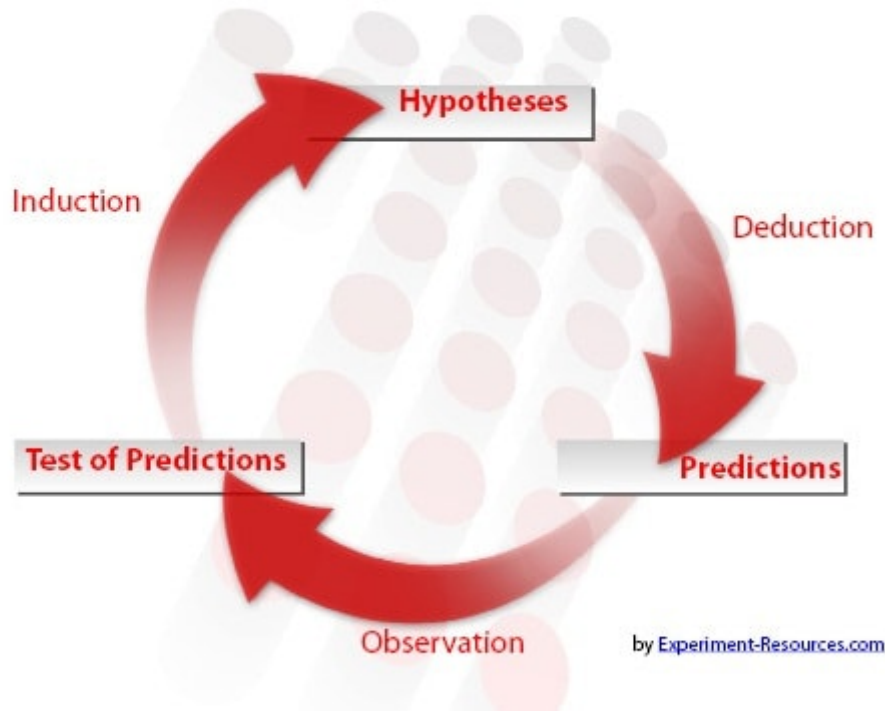 Hypotheses
Induction
Deduction
Test of Predictions
Predictions
Observation
by Experiment-Resources.com